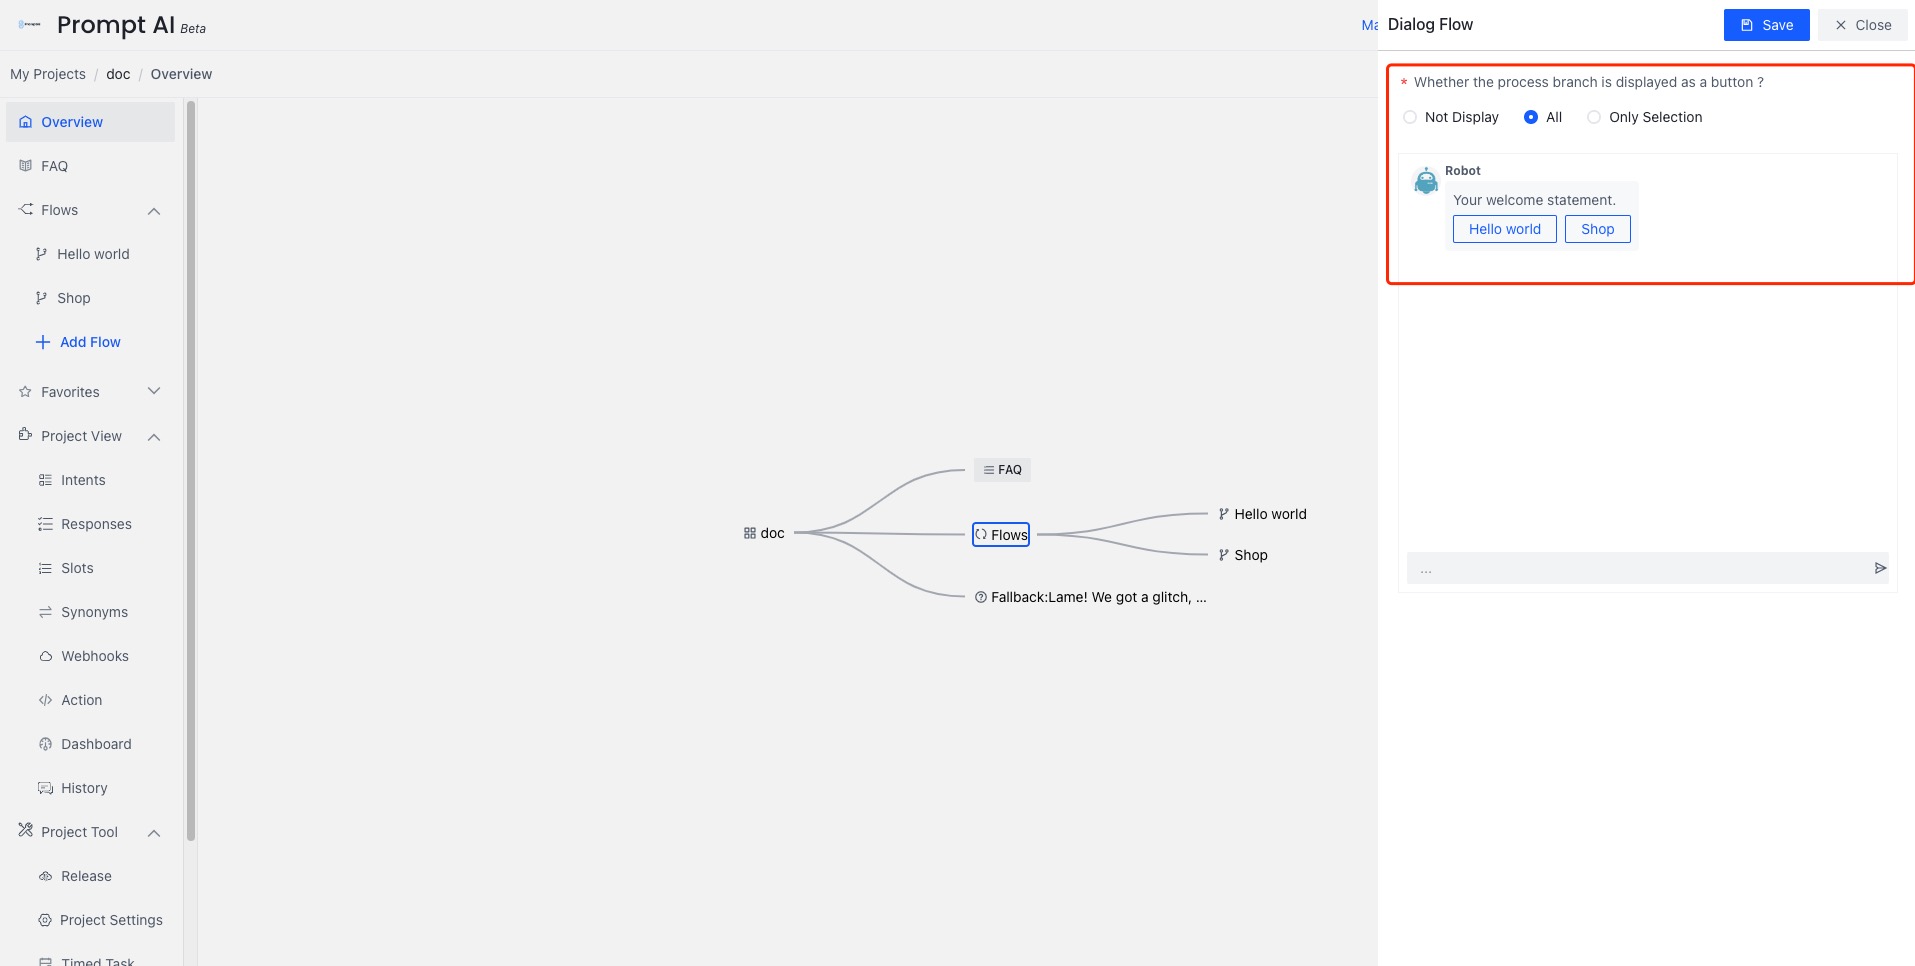 Prompt AI Beta
Ma
Dialog Flow
Save
Close
My Projects / doc / Overview
Overview
FAQ
Flows
Hello world
Shop
Add Flow
Favorites
Project View
Intents
Responses
Slots
Synonyms
Webhooks
Action
Dashboard
History
Project Tool
Release
Project Settings
Timed Task
doc
FAQ
Flows
Hello world
Shop
Fallback:Lame! We got a glitch, ...
* Whether the process branch is displayed as a button ?
Not Display
All
Only Selection
Robot
Your welcome statement.
Hello world
Shop
...